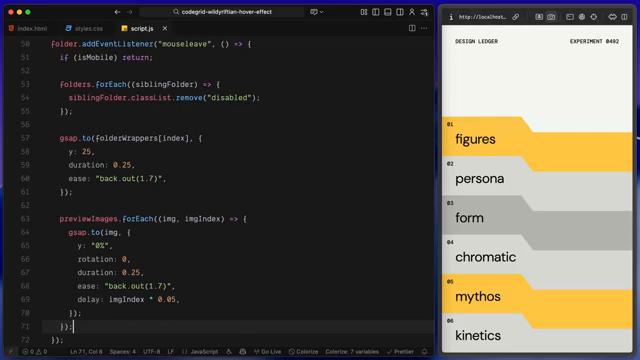 codegrid-wildyriftian-hover-effect
index.html
styles.css
script.js
50 folder.addEventListener("mouseleave", () => {
51 if (isMobile) return;
52
53 folders.forEach((siblingFolder) => {
54 siblingFolder.classList.remove("disabled");
55 });
56
57 gsap.to(folderWrappers[index], {
58 y: 25,
59 duration: 0.25,
60 ease: "back.out(1.7)",
61 });
62
63 previewImages.forEach((img, imgIndex) => {
64 gsap.to(img, {
65 y: "0%",
66 rotation: 0,
67 duration: 0.25,
68 ease: "back.out(1.7)",
69 delay: imgIndex * 0.05,
70 });
71 });
72 });
0 0
Ln 71, Col 6 Spaces: 4 UTF-8 LF {} JavaScript Go Live Colorize Colorize: 7 variables Prettier
http://localhost...
DESIGN LEDGER EXPERIMENT 0492
01
figures
02
persona
03
form
04
chromatic
05
mythos
06
kinetics